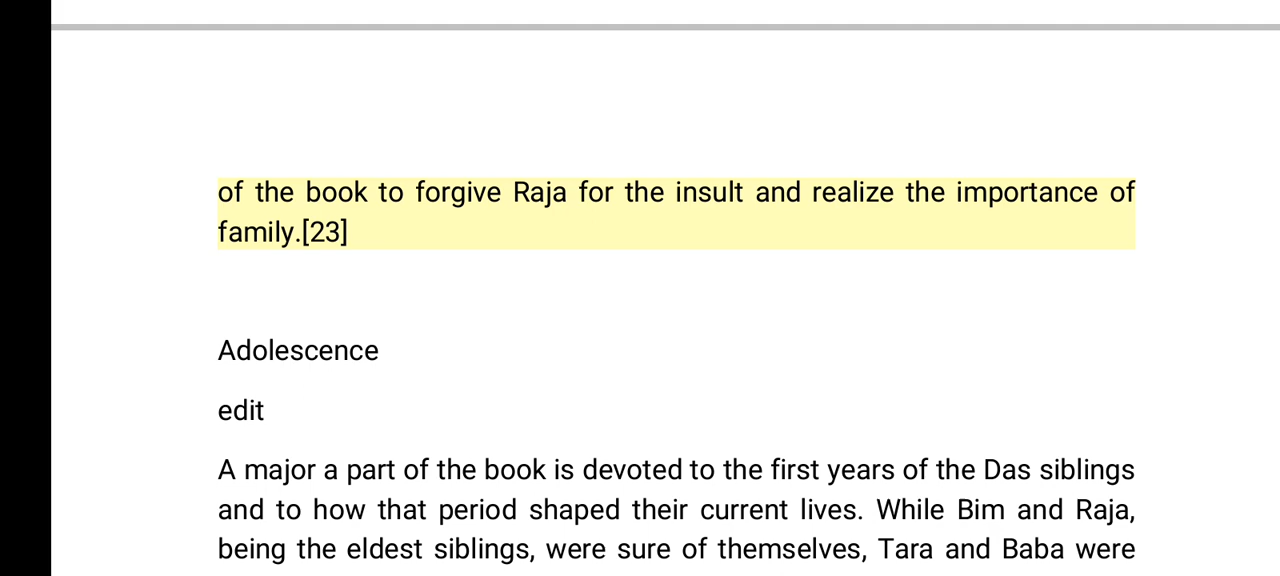 of the book to forgive Raja for the insult and realize the importance of
family.[23]
Adolescence
edit
A major a part of the book is devoted to the first years of the Das siblings
and to how that period shaped their current lives. While Bim and Raja,
being the eldest siblings, were sure of themselves, Tara and Baba were